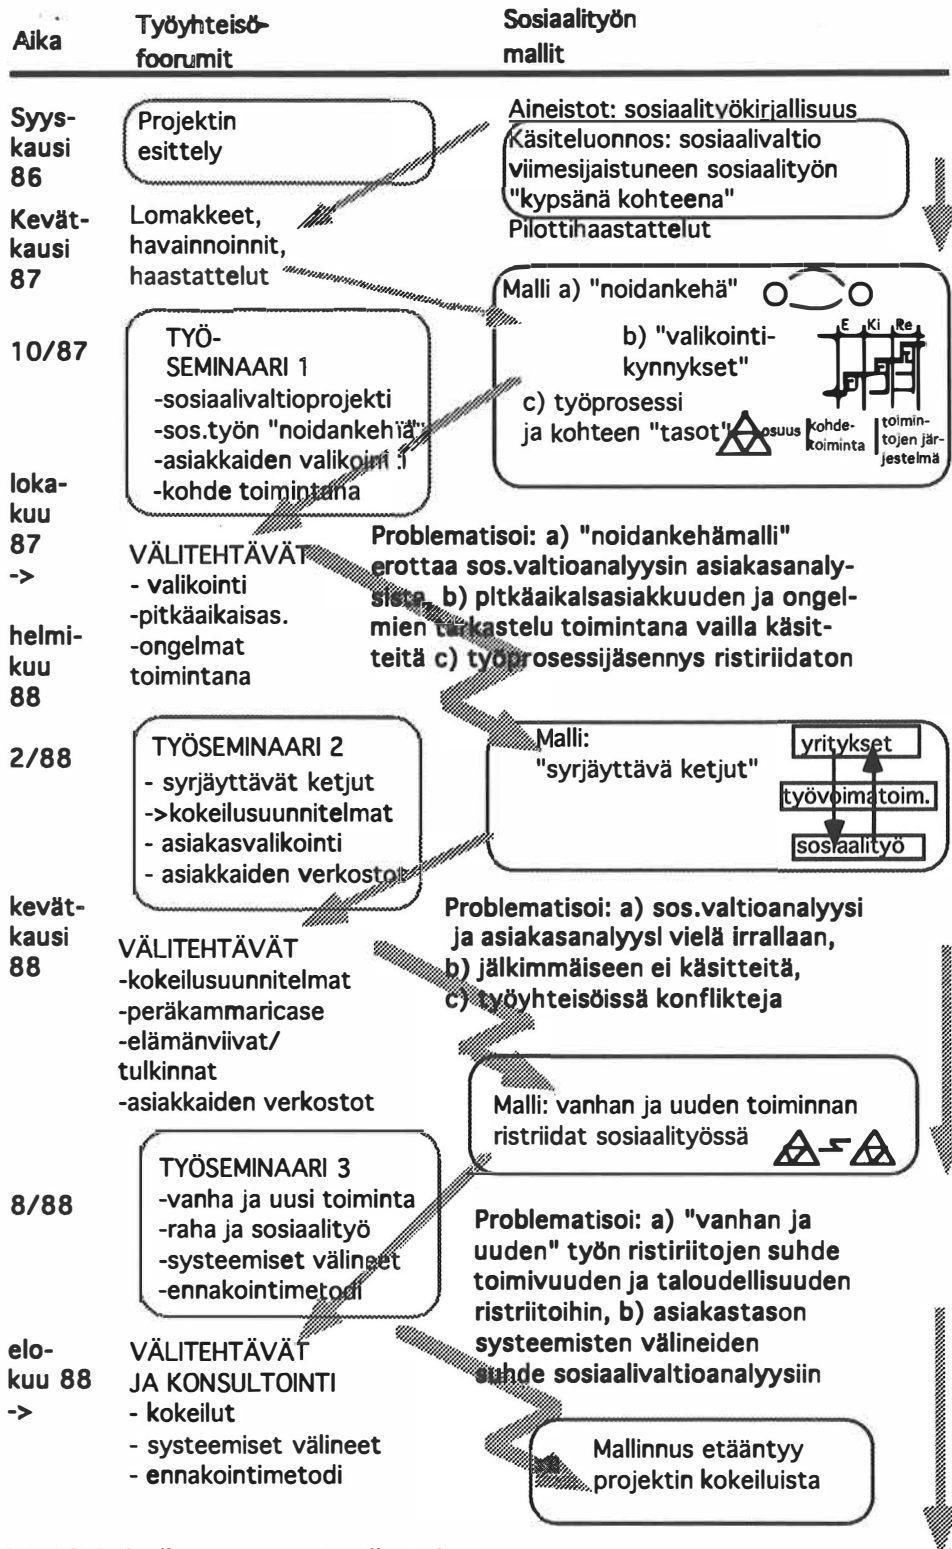 Aika
Työyhteisö-
foorumit
Sosiaalityön
mallit
Syys-
kausi
86
Projektin
esittely
Aineistot: sosiaalityökirjallisuus
Käsiteluonnos: sosiaalivaltio
viimesijaistuneen sosiaalityön
"kypsänä kohteena"
Pilottihaastattelut
Kevät-
kausi
87
Lomakkeet,
havainnoinnit,
haastattelut
Malli a) "noidankehä"
b) "valikointi-
kynnykset"
E Ki Re
c) työprosessi
ja kohteen "tasot"
osuus
kohde-
toiminta
toimin-
tojen jär-
jestelmä
10/87
TYÖ-
SEMINAARI 1
-sosiaalivaltioprojekti
-sos.työn "noidankehä"
-asiakkaiden valikointi
-kohde toimintana
loka-
kuu
87
->
helmi-
kuu
88
VÄLITEHTÄVÄT
- valikointi
-pitkäaikaisas.
-ongelmat
toimintana
Problematisoi: a) "noidankehämalli"
erottaa sos.valtioanalyysin asiakasanaly-
sista, b) pitkäaikaisasiakkuuden ja ongel-
mien tarkastelu toimintana vailla käsit-
teitä c) työprosessijäsennys ristiriidaton
2/88
TYÖSEMINAARI 2
- syrjäyttävät ketjut
->kokeilusuunnitelmat
- asiakasvalikointi
- asiakkaiden verkostot
Malli:
"syrjäyttävä ketjut"
yritykset
työvoimatoim.
sosiaalityö
kevät-
kausi
88
VÄLITEHTÄVÄT
-kokeilusuunnitelmat
-peräkammaricase
-elämänviivat/
tulkinnat
-asiakkaiden verkostot
Problematisoi: a) sos.valtioanalyysi
ja asiakasanalyysI vielä irrallaan,
b) jälkimmäiseen ei käsitteitä,
c) työyhteisöissä konflikteja
Malli: vanhan ja uuden toiminnan
ristriidat sosiaalityössä
8/88
TYÖSEMINAARI 3
-vanha ja uusi toiminta
-raha ja sosiaalityö
-systeemiset välineet
-ennakointimetodi
Problematisoi: a) "vanhan ja
uuden" työn ristiriitojen suhde
toimivuuden ja taloudellisuuden
ristriitoihin, b) asiakastason
systeemisten välineiden
suhde sosiaalivaltioanalyysiin
elo-
kuu 88
->
VÄLITEHTÄVÄT
JA KONSULTOINTI
- kokeilut
- systeemiset välineet
- ennakointimetodi
Mallinnus etääntyy
projektin kokeiluista